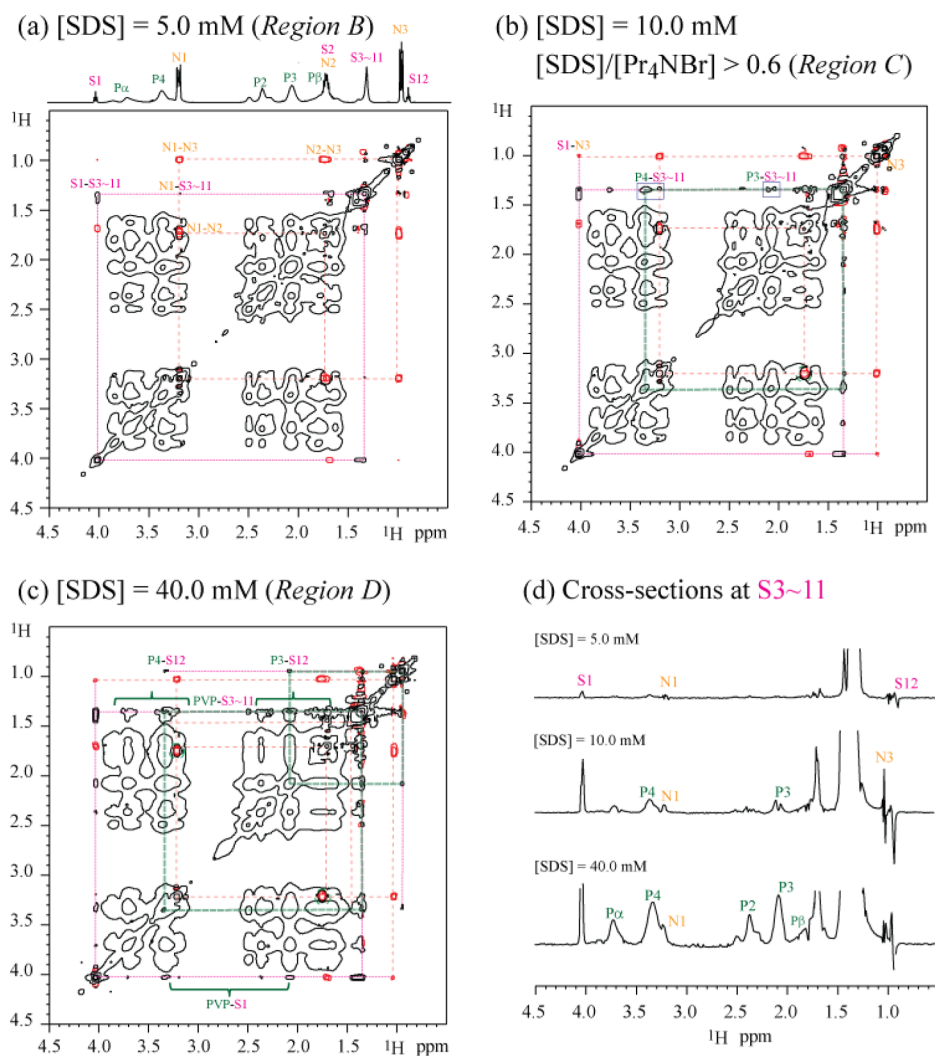 (a) [SDS] = 5.0 mM (Region B)
S1 Pα P4 N1 P2 P3 Pβ S2 N2 S3~11 N3 S12
¹H
N1-N3 N2-N3
S1-S3~11 N1-S3~11
N1-N2
1.0
1.5
2.0
2.5
3.0
3.5
4.0
4.5
4.5 4.0 3.5 3.0 2.5 2.0 1.5 1.0
¹H ppm
(b) [SDS] = 10.0 mM
[SDS]/[Pr₄NBr] > 0.6 (Region C)
¹H
S1-N3 N3
P4-S3~11 P3-S3~11
1.0
1.5
2.0
2.5
3.0
3.5
4.0
4.5
4.5 4.0 3.5 3.0 2.5 2.0 1.5 1.0
¹H ppm
(c) [SDS] = 40.0 mM (Region D)
¹H
P4-S12 P3-S12
PVP-S3~11
PVP-S1
1.0
1.5
2.0
2.5
3.0
3.5
4.0
4.5
4.5 4.0 3.5 3.0 2.5 2.0 1.5 1.0
¹H ppm
(d) Cross-sections at S3~11
[SDS] = 5.0 mM
S1 N1 S12
[SDS] = 10.0 mM
P4 N1 P3 N3
[SDS] = 40.0 mM
Pα P4 N1 P2 P3 Pβ
4.0 3.5 3.0 2.5 2.0 1.5 1.0
¹H ppm